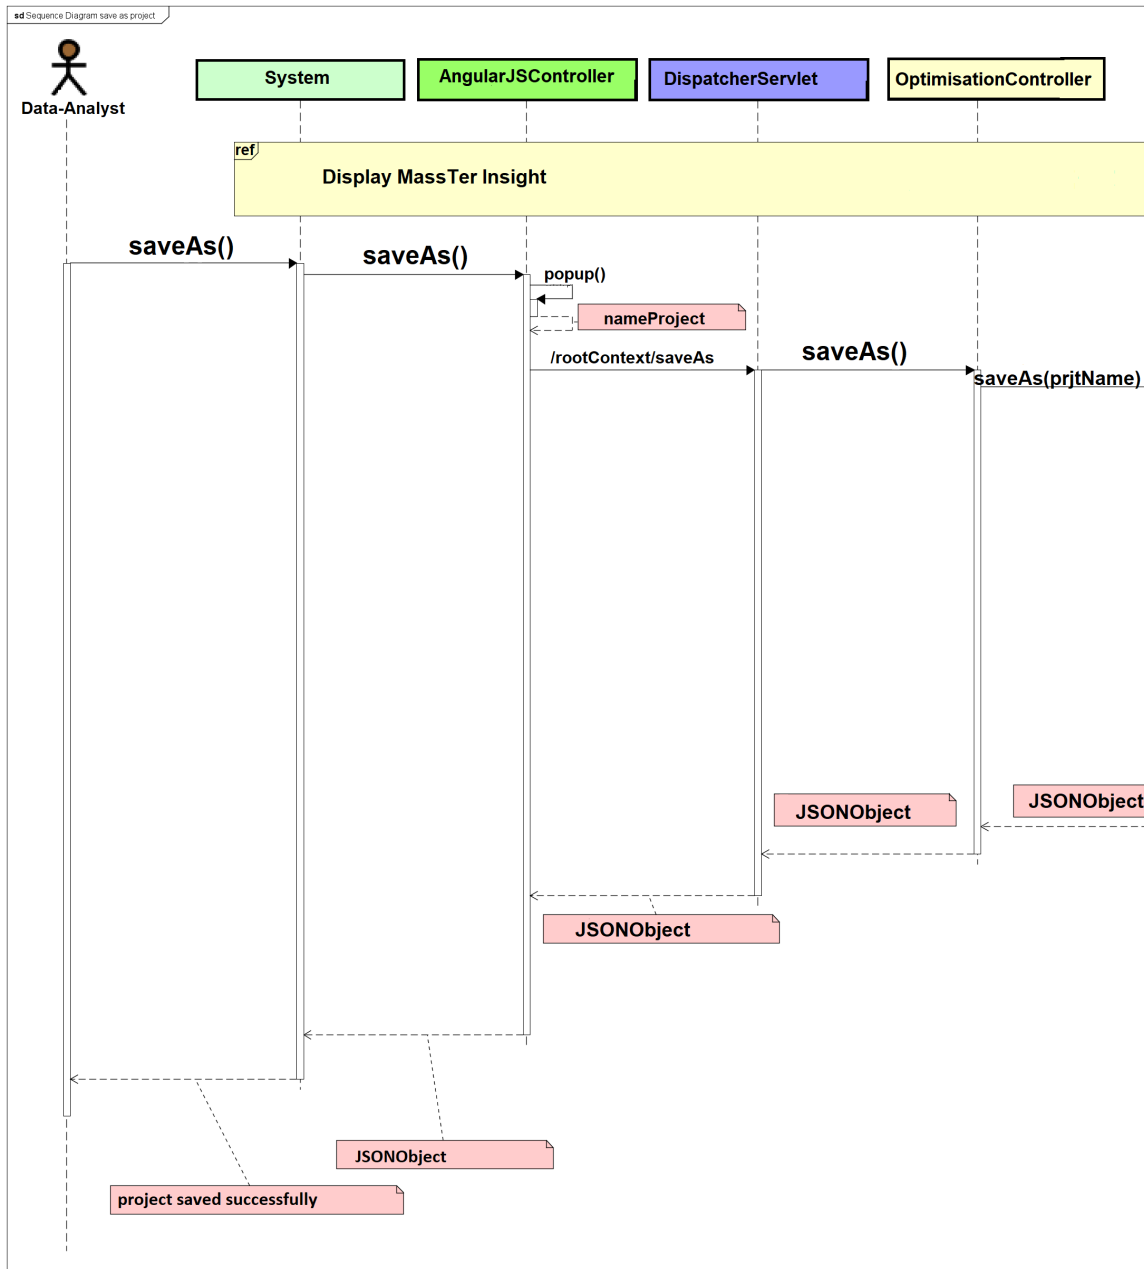 sd Sequence Diagram save as project
Data-Analyst
System
AngularJSController
DispatcherServlet
OptimisationController
ref
Display MassTer Insight
saveAs()
saveAs()
popup()
nameProject
/rootContext/saveAs
saveAs()
saveAs(prjtName)
JSONObject
JSONObject
JSONObject
JSONObject
project saved successfully